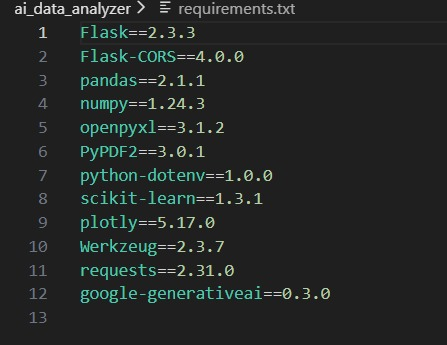 ai_data_analyzer > requirements.txt
1 Flask==2.3.3
2 Flask-CORS==4.0.0
3 pandas==2.1.1
4 numpy==1.24.3
5 openpyxl==3.1.2
6 PyPDF2==3.0.1
7 python-dotenv==1.0.0
8 scikit-learn==1.3.1
9 plotly==5.17.0
10 Werkzeug==2.3.7
11 requests==2.31.0
12 google-generativeai==0.3.0
13